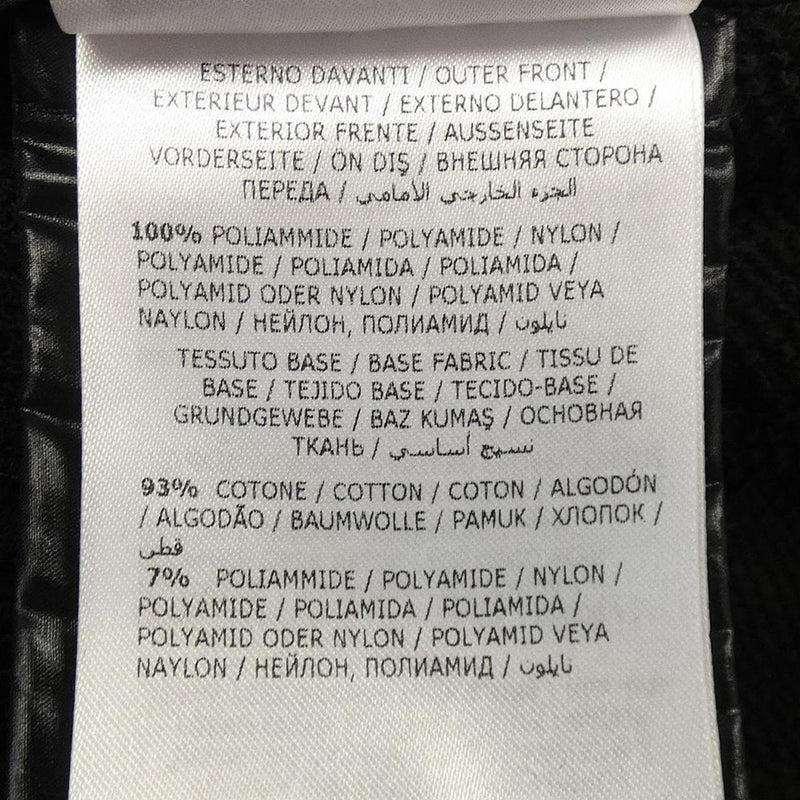 ESTERNO DAVANTI / OUTER FRONT /
EXTERIEUR DEVANT / EXTERNO DELANTERO /
EXTERIOR FRENTE / AUSSENSEITE
VORDERSEITE / ÖN DIŞ / ВНЕШНЯЯ СТОРОНА
ПЕРЕДА / الجزء الخارجي الأمامي
100% POLIAMMIDE / POLYAMIDE / NYLON /
POLYAMIDE / POLIAMIDA / POLIAMIDA /
POLYAMID ODER NYLON / POLYAMID VEYA
NAYLON / НЕЙЛОН, ПОЛИАМИД / نايلون
TESSUTO BASE / BASE FABRIC / TISSU DE
BASE / TEJIDO BASE / TECIDO-BASE /
GRUNDGEWEBE / BAZ KUMAŞ / ОСНОВНАЯ
ТКАНЬ / نسيج أساسي
93% COTONE / COTTON / COTON / ALGODÓN
/ ALGODÃO / BAUMWOLLE / PAMUK / ХЛОПОК /
قطن
7% POLIAMMIDE / POLYAMIDE / NYLON /
POLYAMIDE / POLIAMIDA / POLIAMIDA /
POLYAMID ODER NYLON / POLYAMID VEYA
NAYLON / НЕЙЛОН, ПОЛИАМИД / نايلون